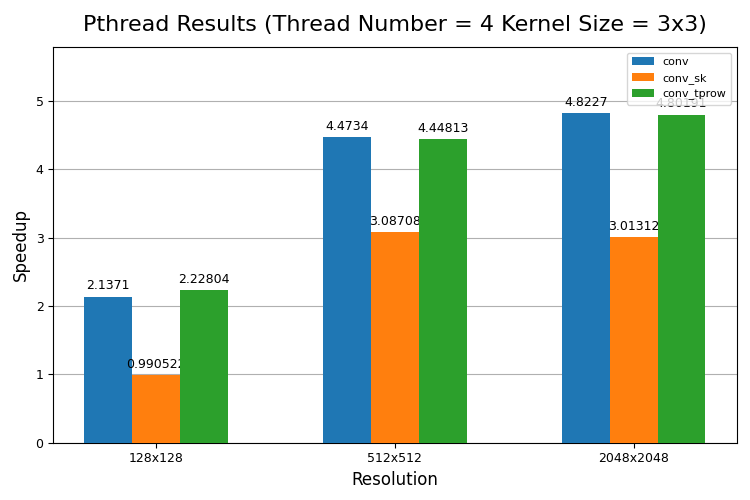 Pthread Results (Thread Number = 4 Kernel Size = 3x3)
conv
conv_sk
conv_tprow
Speedup
5
4
3
2
1
0
2.1371
0.990522
2.22804
4.4734
3.08708
4.44813
4.8227
3.01312
4.80191
128x128
512x512
2048x2048
Resolution